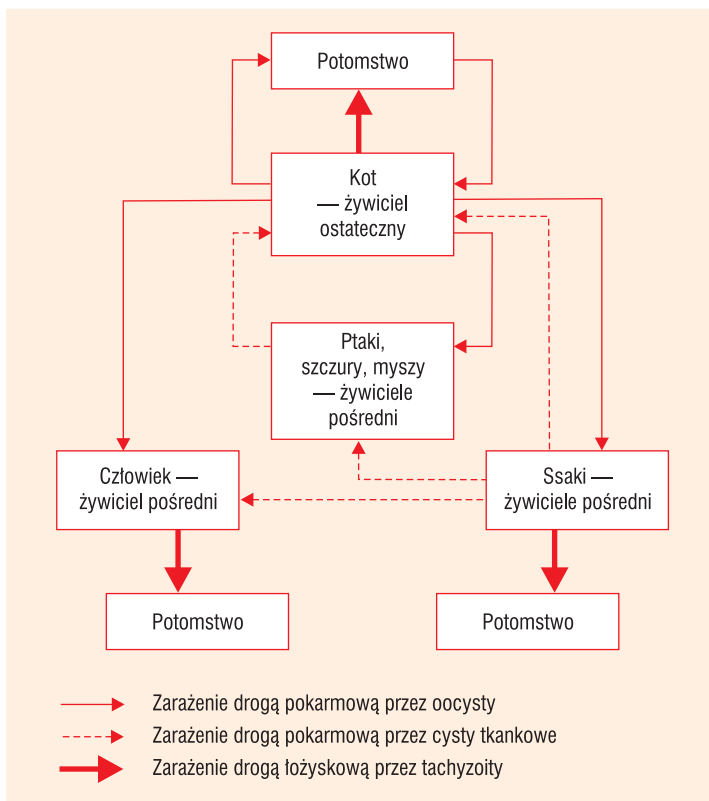 Potomstwo
Kot
— żywiciel
ostateczny
Ptaki,
szczury, myszy
— żywiciele
pośredni
Człowiek —
żywiciel pośredni
Ssaki —
żywiciele pośredni
Potomstwo
Potomstwo
Zarażenie drogą pokarmową przez oocysty
Zarażenie drogą pokarmową przez cysty tkankowe
Zarażenie drogą łożyskową przez tachyzoity